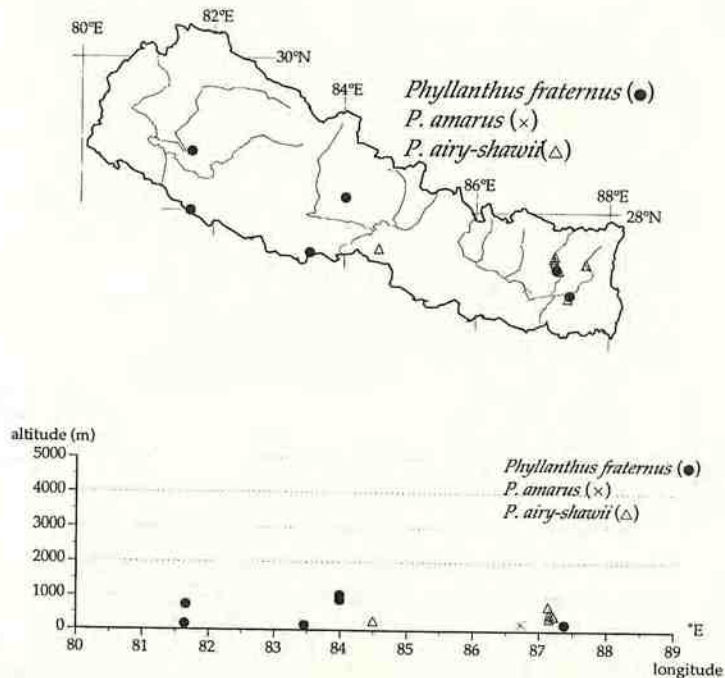 80°E
82°E
30°N
84°E
Phyllanthus fraternus (●)
P. amarus (×)
P. airy-shawii (△)
86°E
88°E
28°N
altitude (m)
5000
4000
3000
2000
1000
0
Phyllanthus fraternus (●)
P. amarus (×)
P. airy-shawii (△)
80 81 82 83 84 85 86 87 88 89
°E
longitude